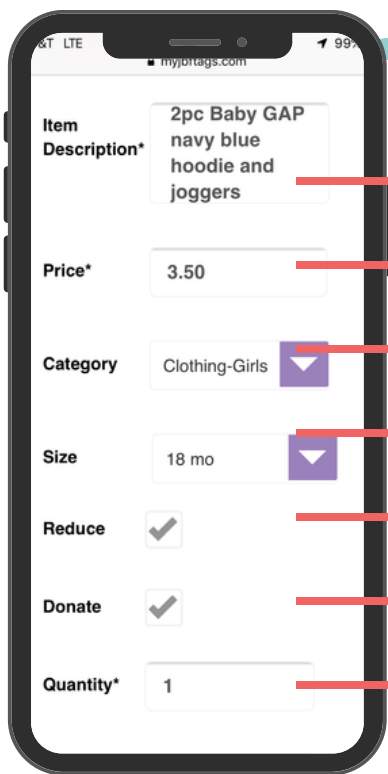 &T LTE 99%
myjbftags.com
Item
Description*
2pc Baby GAP
navy blue
hoodie and
joggers
Price*
3.50
Category
Clothing-Girls
Size
18 mo
Reduce
Donate
Quantity*
1